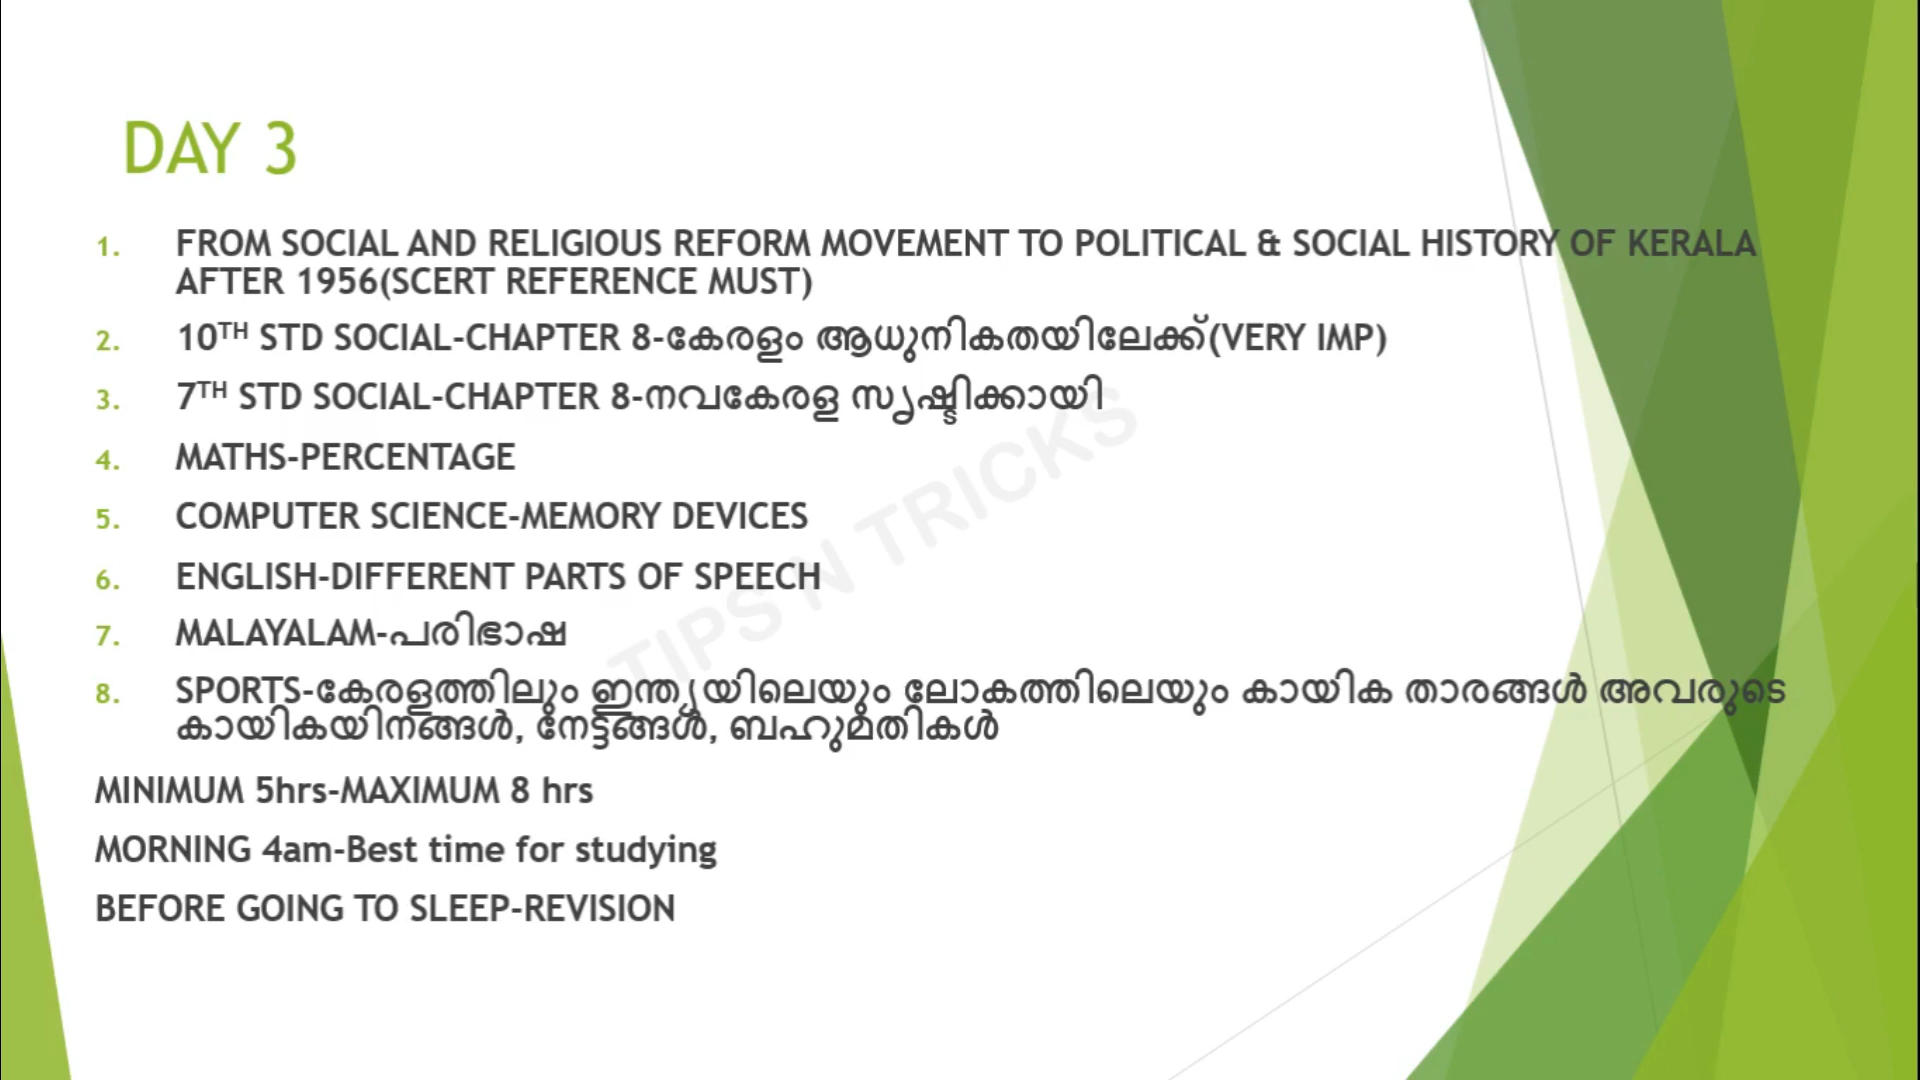 DAY 3
1. FROM SOCIAL AND RELIGIOUS REFORM MOVEMENT TO POLITICAL & SOCIAL HISTORY OF KERALA
AFTER 1956(SCERT REFERENCE MUST)
2. 10TH STD SOCIAL-CHAPTER 8-കേരളം ആധുനികതയിലേക്ക്(VERY IMP)
3. 7TH STD SOCIAL-CHAPTER 8-നവകേരള സൃഷ്ടിക്കായി
4. MATHS-PERCENTAGE
5. COMPUTER SCIENCE-MEMORY DEVICES
6. ENGLISH-DIFFERENT PARTS OF SPEECH
7. MALAYALAM-പരിഭാഷ
8. SPORTS-കേരളത്തിലും ഇന്ത്യയിലെയും ലോകത്തിലെയും കായിക താരങ്ങൾ അവരുടെ
കായികയിനങ്ങൾ, നേട്ടങ്ങൾ, ബഹുമതികൾ
MINIMUM 5hrs-MAXIMUM 8 hrs
MORNING 4am-Best time for studying
BEFORE GOING TO SLEEP-REVISION
TIPS N TRICKS